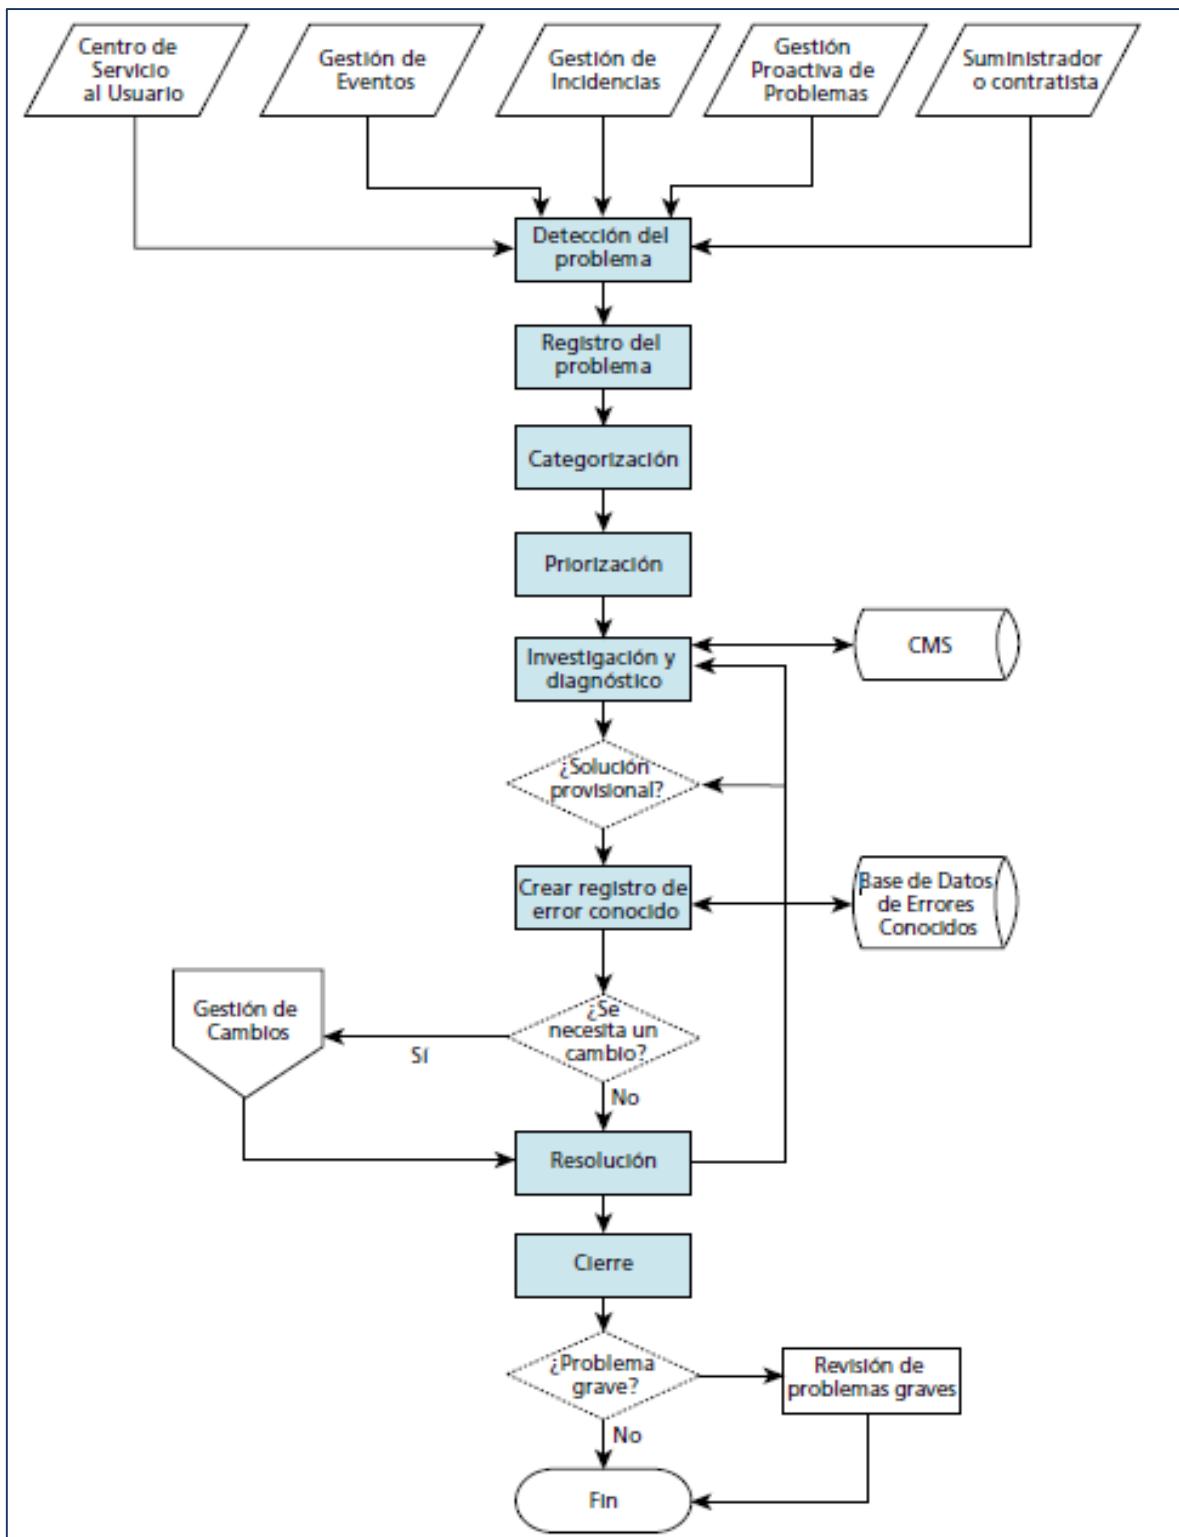 Centro de
Servicio
al Usuario
Gestión de
Eventos
Gestión de
Incidencias
Gestión
Proactiva de
Problemas
Suministrador
o contratista
Detección del
problema
Registro del
problema
Categorización
Priorización
Investigación y
diagnóstico
CMS
¿Solución
provisional?
Crear registro de
error conocido
Base de Datos
de Errores
Conocidos
Gestión de
Cambios
¿Se
necesita un
cambio?
Sí
No
Resolución
Cierre
¿Problema
grave?
Revisión de
problemas graves
No
Fin